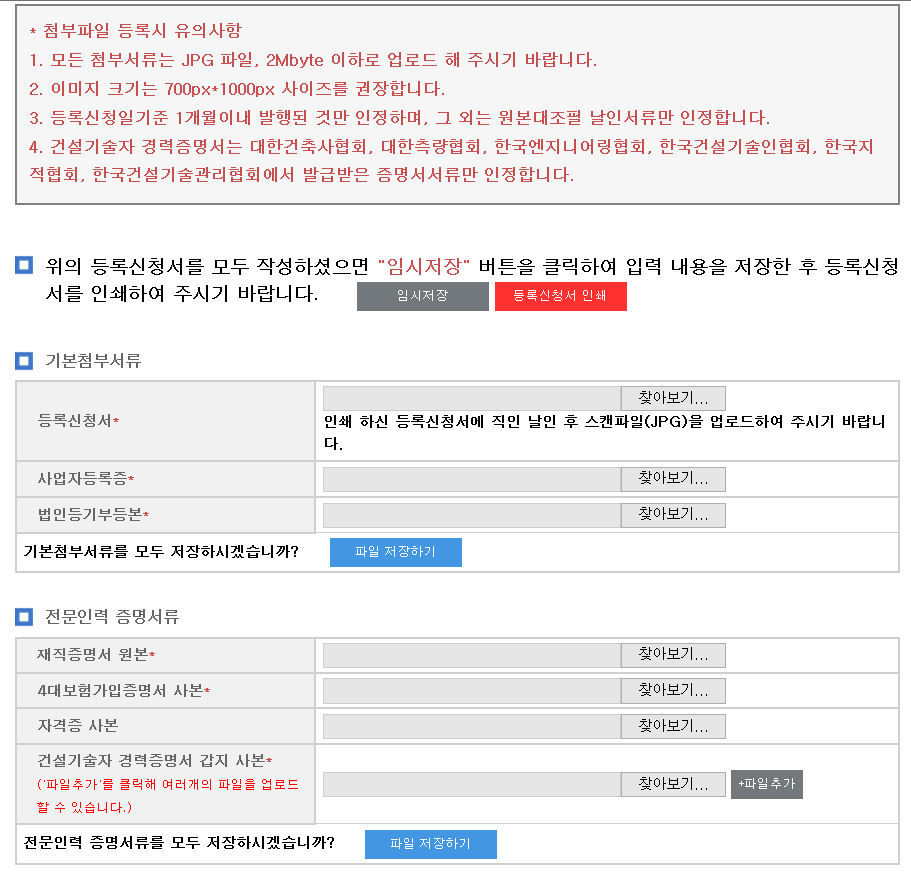 * 첨부파일 등록시 유의사항
1. 모든 첨부서류는 JPG 파일, 2Mbyte 이하로 업로드 해 주시기 바랍니다.
2. 이미지 크기는 700px*1000px 사이즈를 권장합니다.
3. 등록신청일기준 1개월이내 발행된 것만 인정하며, 그 외는 원본대조필 날인서류만 인정합니다.
4. 건설기술자 경력증명서는 대한건축사협회, 대한측량협회, 한국엔지니어링협회, 한국건설기술인협회, 한국지
적협회, 한국건설기술관리협회에서 발급받은 증명서서류만 인정합니다.
위의 등록신청서를 모두 작성하셨으면 "임시저장" 버튼을 클릭하여 입력 내용을 저장한 후 등록신청
서를 인쇄하여 주시기 바랍니다. 임시저장 등록신청서 인쇄
기본첨부서류
등록신청서* 찾아보기...
인쇄 하신 등록신청서에 직인 날인 후 스캔파일(JPG)을 업로드하여 주시기 바랍니
다.
사업자등록증* 찾아보기...
법인등기부등본* 찾아보기...
기본첨부서류를 모두 저장하시겠습니까? 파일 저장하기
전문인력 증명서류
재직증명서 원본* 찾아보기...
4대보험가입증명서 사본* 찾아보기...
자격증 사본 찾아보기...
건설기술자 경력증명서 갑지 사본*
('파일추가'를 클릭해 여러개의 파일을 업로드
할 수 있습니다.)
찾아보기... +파일추가
전문인력 증명서류를 모두 저장하시겠습니까? 파일 저장하기